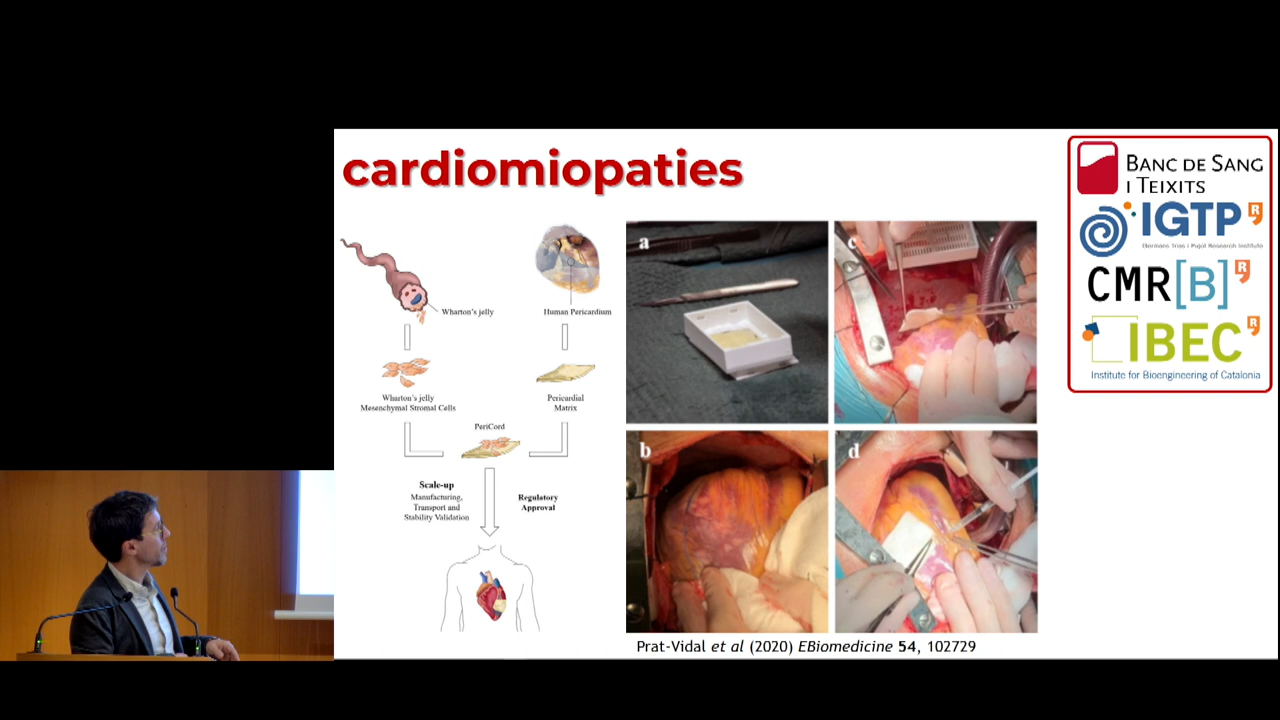 cardiomiopaties
Wharton's jelly
Human Pericardium
Wharton's jelly
Mesenchymal Stromal Cells
Pericardial
Matrix
PeriCord
Scale-up
Manufacturing,
Transport and
Stability Validation
Regulatory
Approval
a
c
b
d
Prat-Vidal et al (2020) EBiomedicine 54, 102729
BANC DE SANG
I TEIXITS
IGTP R
Germans Trias i Pujol Research Institute
CMR[B] R
IBEC R
Institute for Bioengineering of Catalonia